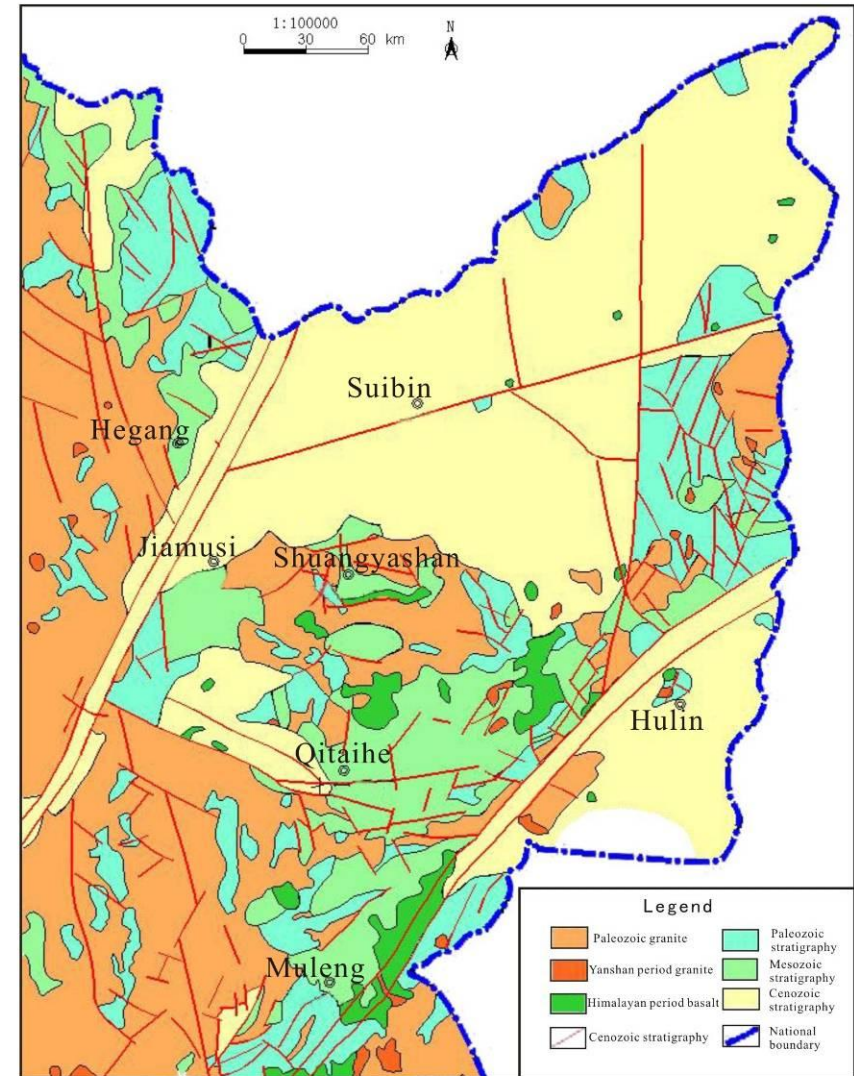 1:100000
0 30 60 km
N
Suibin
Hegang
Jiamusi
Shuangyashan
Hulin
Qitaihe
Muleng
Legend
Paleozoic granite
Paleozoic
stratigraphy
Yanshan period granite
Mesozoic
stratigraphy
Himalayan period basalt
Cenozoic
stratigraphy
Cenozoic stratigraphy
National
boundary